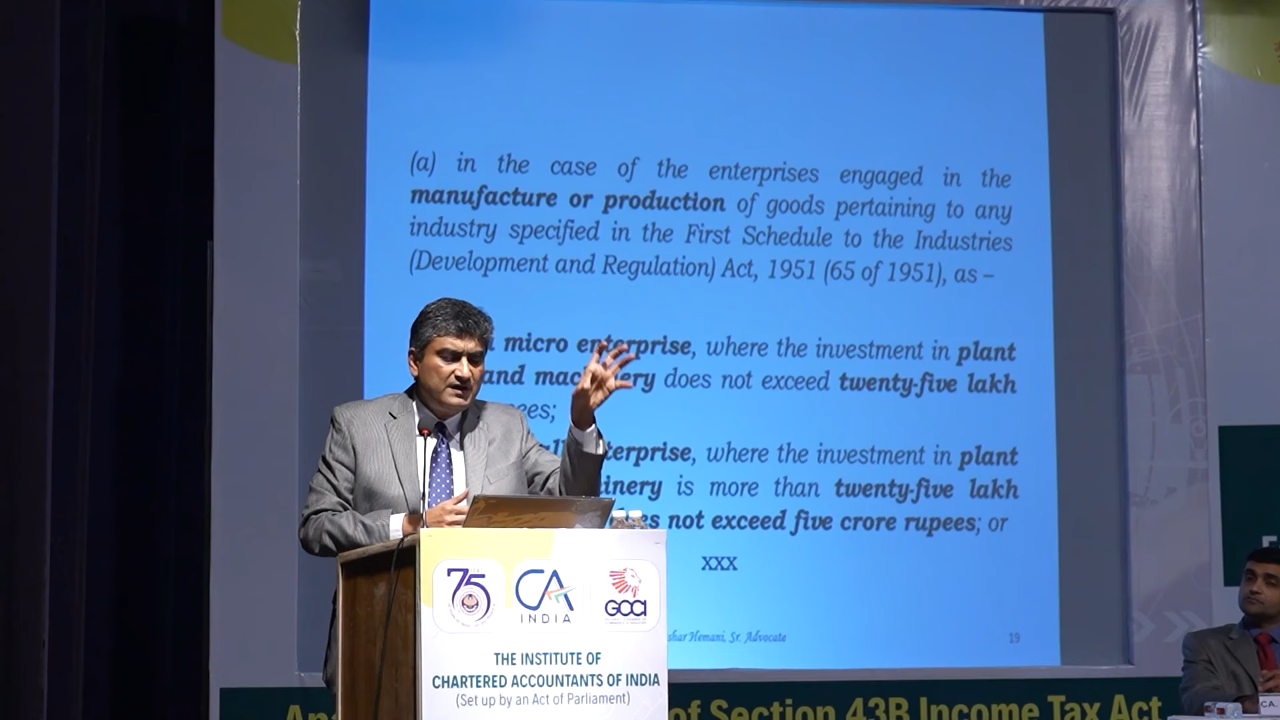 (a) in the case of the enterprises engaged in the
manufacture or production of goods pertaining to any
industry specified in the First Schedule to the Industries
(Development and Regulation) Act, 1951 (65 of 1951), as –
micro enterprise, where the investment in plant
and machinery does not exceed twenty-five lakh
enterprise, where the investment in plant
is more than twenty-five lakh
does not exceed five crore rupees; or
xxx
Hemani, Sr. Advocate
19
75
CA
INDIA
GCCI
THE INSTITUTE OF
CHARTERED ACCOUNTANTS OF INDIA
(Set up by an Act of Parliament)
of Section 43B Income Tax Act
CA.